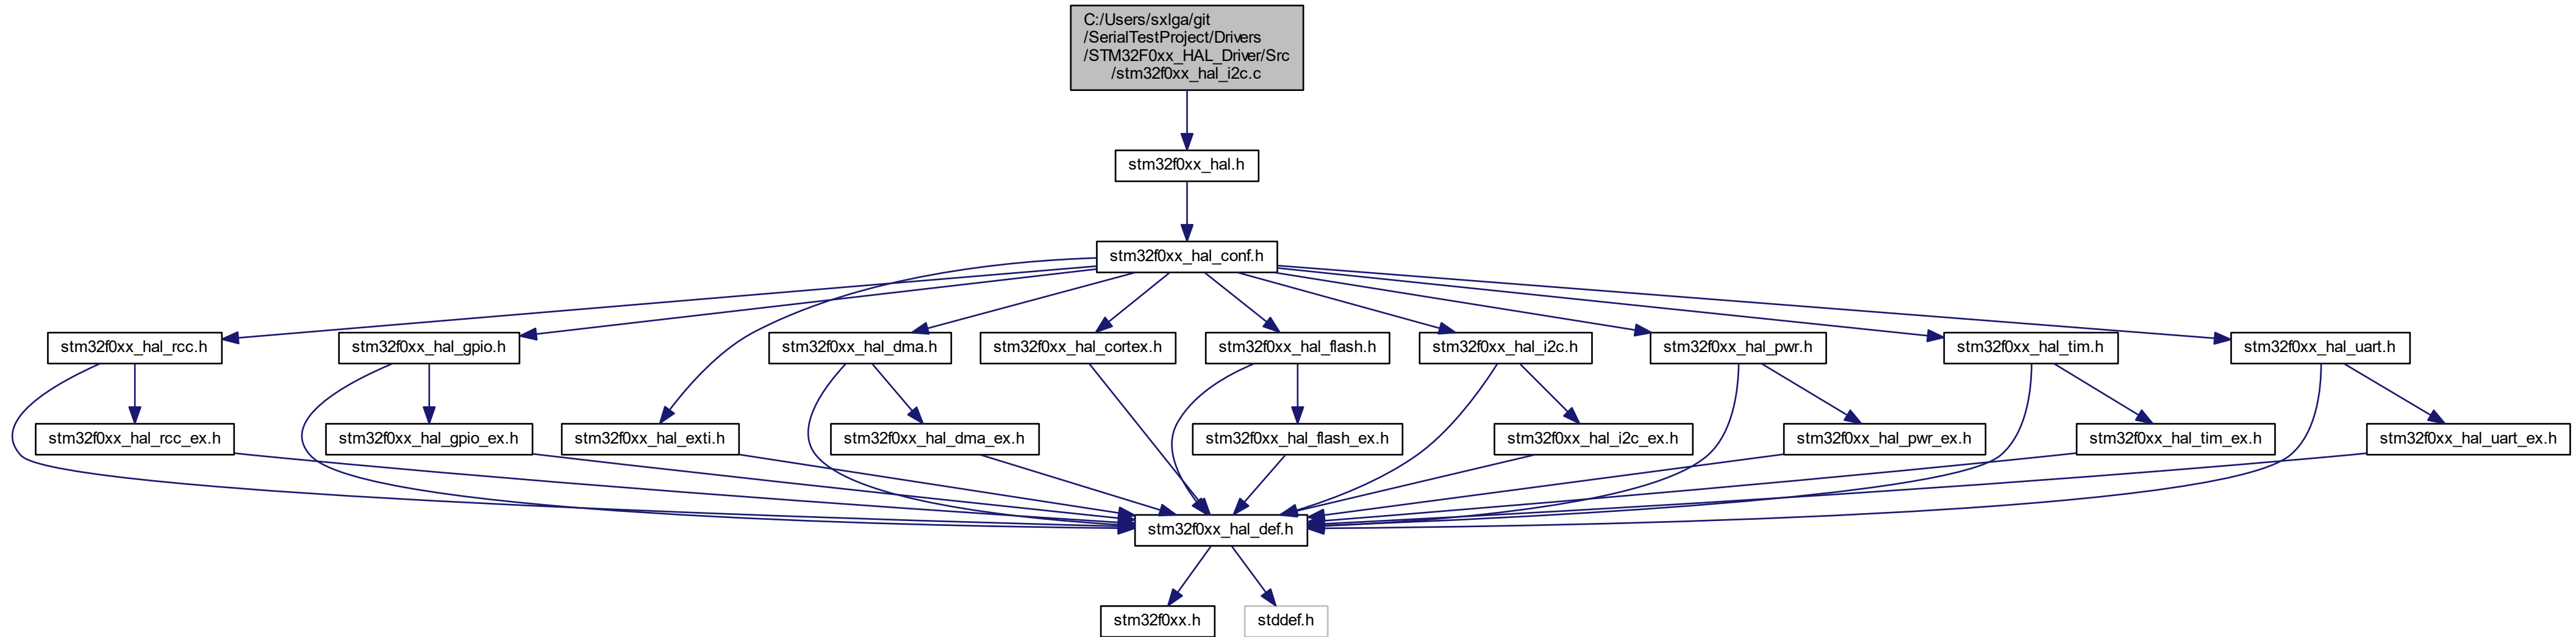 C:/Users/sxlga/git
/SerialTestProject/Drivers
/STM32F0xx_HAL_Driver/Src
/stm32f0xx_hal_i2c.c
stm32f0xx_hal.h
stm32f0xx_hal_conf.h
stm32f0xx_hal_rcc.h
stm32f0xx_hal_gpio.h
stm32f0xx_hal_dma.h
stm32f0xx_hal_cortex.h
stm32f0xx_hal_flash.h
stm32f0xx_hal_i2c.h
stm32f0xx_hal_pwr.h
stm32f0xx_hal_tim.h
stm32f0xx_hal_uart.h
stm32f0xx_hal_rcc_ex.h
stm32f0xx_hal_gpio_ex.h
stm32f0xx_hal_exti.h
stm32f0xx_hal_dma_ex.h
stm32f0xx_hal_flash_ex.h
stm32f0xx_hal_i2c_ex.h
stm32f0xx_hal_pwr_ex.h
stm32f0xx_hal_tim_ex.h
stm32f0xx_hal_uart_ex.h
stm32f0xx_hal_def.h
stm32f0xx.h
stddef.h